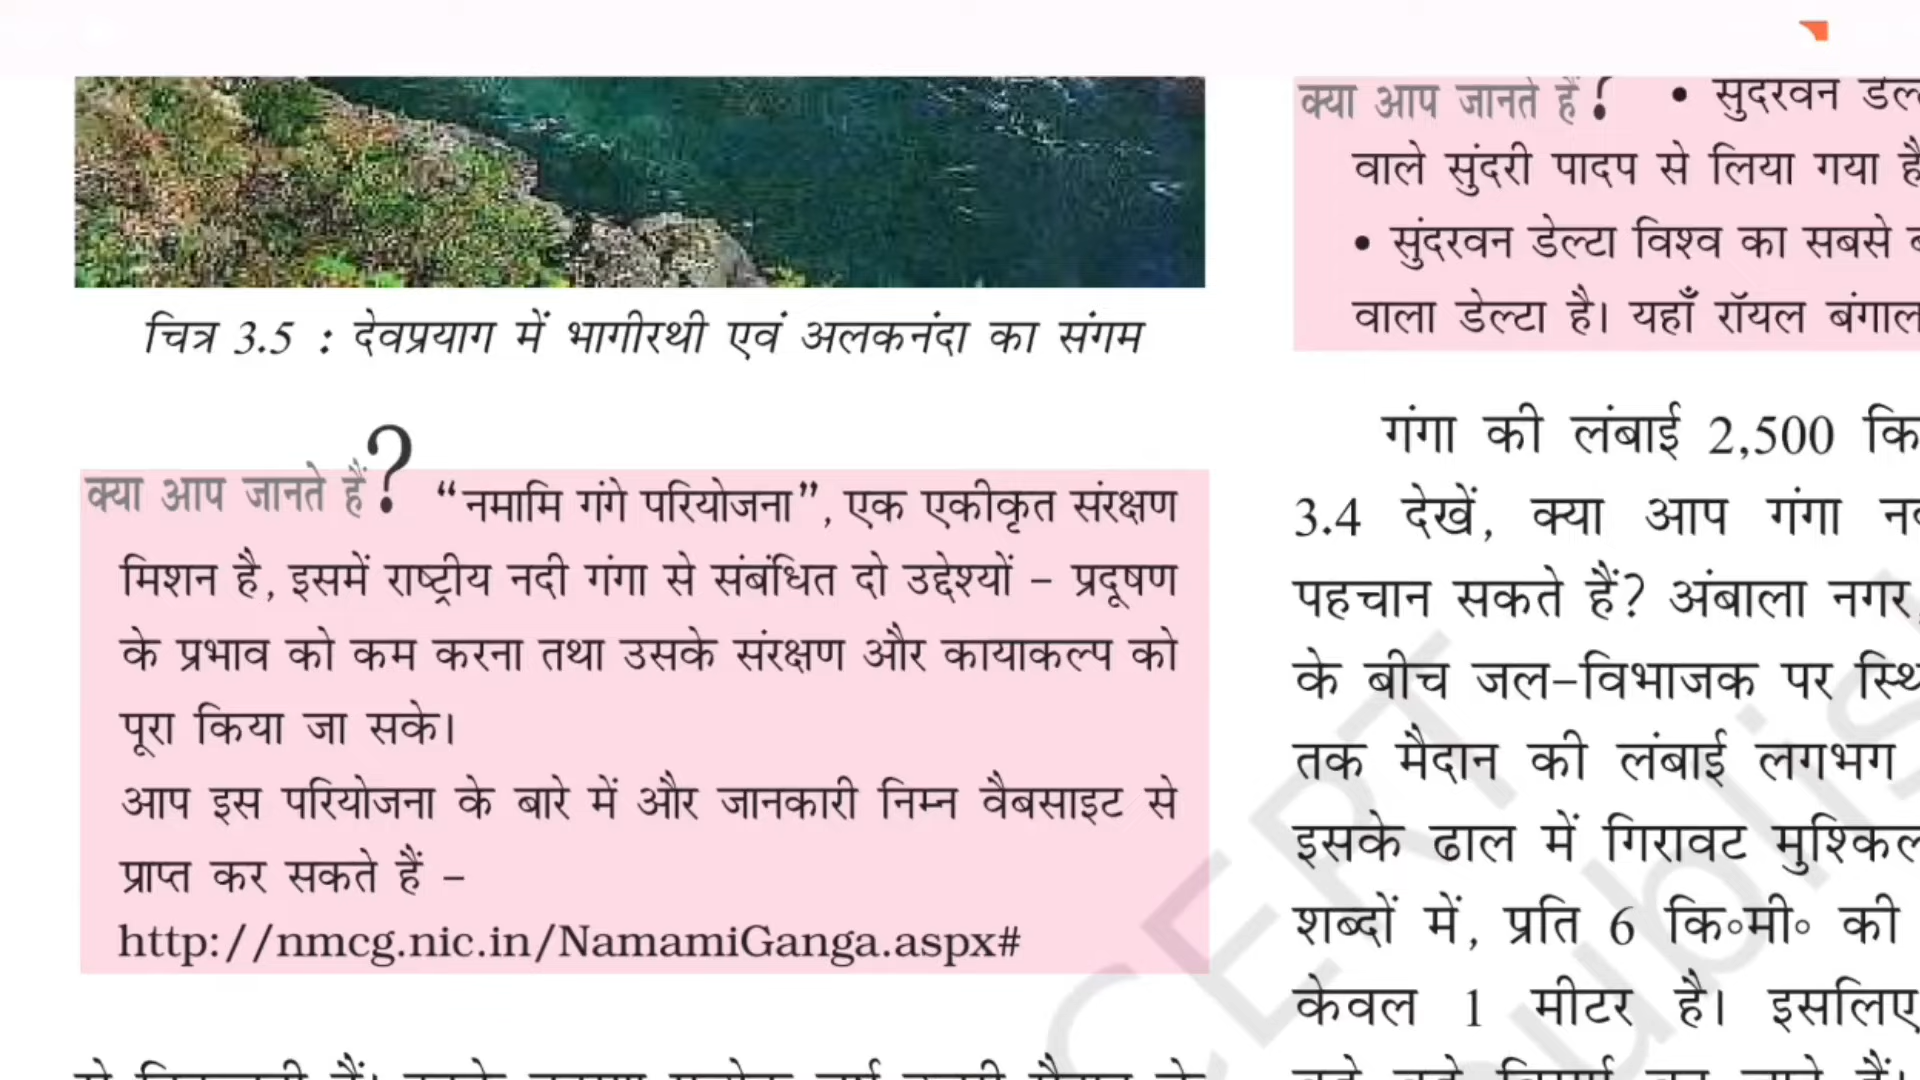 चित्र 3.5 : देवप्रयाग में भागीरथी एवं अलकनंदा का संगम
क्या आप जानते हैं? “नमामि गंगे परियोजना”, एक एकीकृत संरक्षण
मिशन है, इसमें राष्ट्रीय नदी गंगा से संबंधित दो उद्देश्यों – प्रदूषण
के प्रभाव को कम करना तथा उसके संरक्षण और कायाकल्प को
पूरा किया जा सके।
आप इस परियोजना के बारे में और जानकारी निम्न वैबसाइट से
प्राप्त कर सकते हैं –
http://nmcg.nic.in/NamamiGanga.aspx#
क्या आप जानते हैं? • सुंदरवन
वाले सुंदरी पादप से लिया गया
• सुंदरवन डेल्टा विश्व का सबसे
वाला डेल्टा है। यहाँ रॉयल बंगाल
गंगा की लंबाई 2,500
3.4 देखें, क्या आप गंगा
पहचान सकते हैं? अंबाला नगर,
के बीच जल–विभाजक पर
तक मैदान की लंबाई लगभग
इसके ढाल में गिरावट
शब्दों में, प्रति 6 कि॰मी॰ की
केवल 1 मीटर है। इसलिए